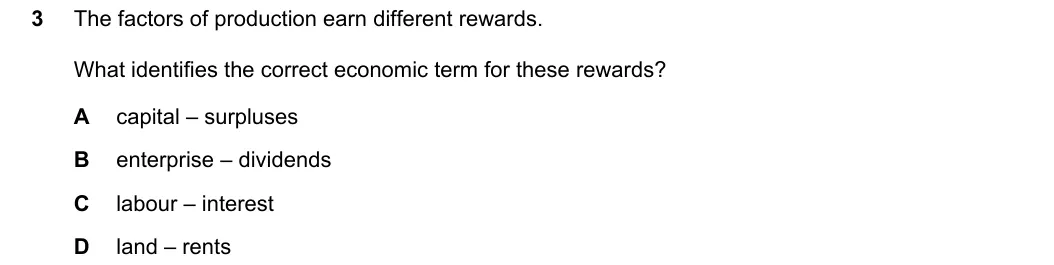 3 The factors of production earn different rewards.
What identifies the correct economic term for these rewards?
A capital – surpluses
B enterprise – dividends
C labour – interest
D land – rents